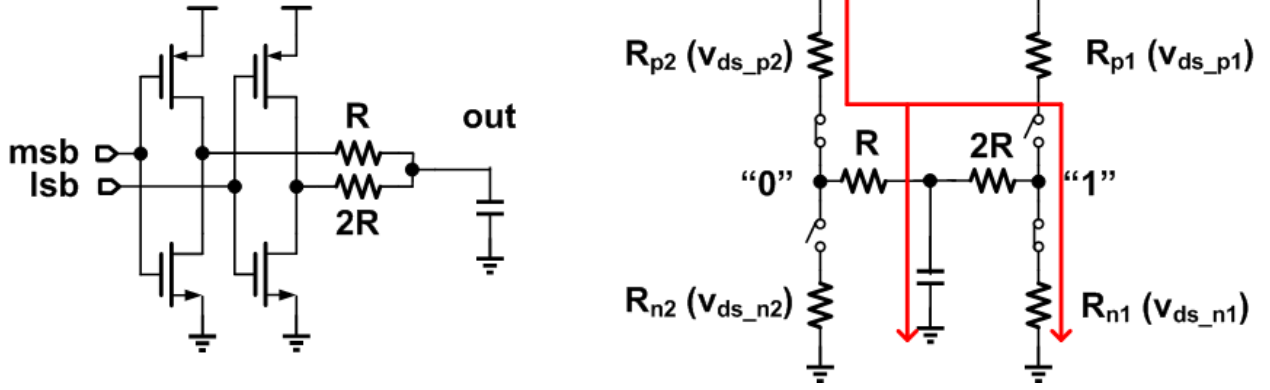 R
out
msb
lsb
2R
Rp2 (vds_p2)
Rp1 (vds_p1)
R
2R
“0”
“1”
Rn2 (vds_n2)
Rn1 (vds_n1)